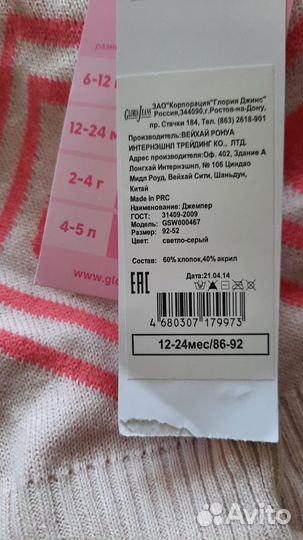 разме
6-12 м
12-24 м
2-4 г
4-5 л
www.glo
GLORIA JEANS
ЗАО"Корпорация"Глория Джинс"
Россия,344090,г.Ростов-на-Дону,
пр. Стачки 184, Тел. (863) 2618-901
Производитель:ВЕЙХАЙ РОНУА
ИНТЕРНЭШНЛ ТРЕЙДИНГ КО., ЛТД.
Адрес производителя:Оф. 402, Здание А
Лонгхай Интернэшнл, № 106 Циндао
Мидл Роуд, Вейхай Сити, Шаньдун,
Китай
Made in PRC
Наименование: Джемпер
ГОСТ: 31409-2009
Модель: GSW000467
Размер: 92-52
Цвет: светло-серый
Состав: 60% хлопок,40% акрил
EAC
Дата:21.04.14
4 680307 179973
12-24мес/86-92
Avito